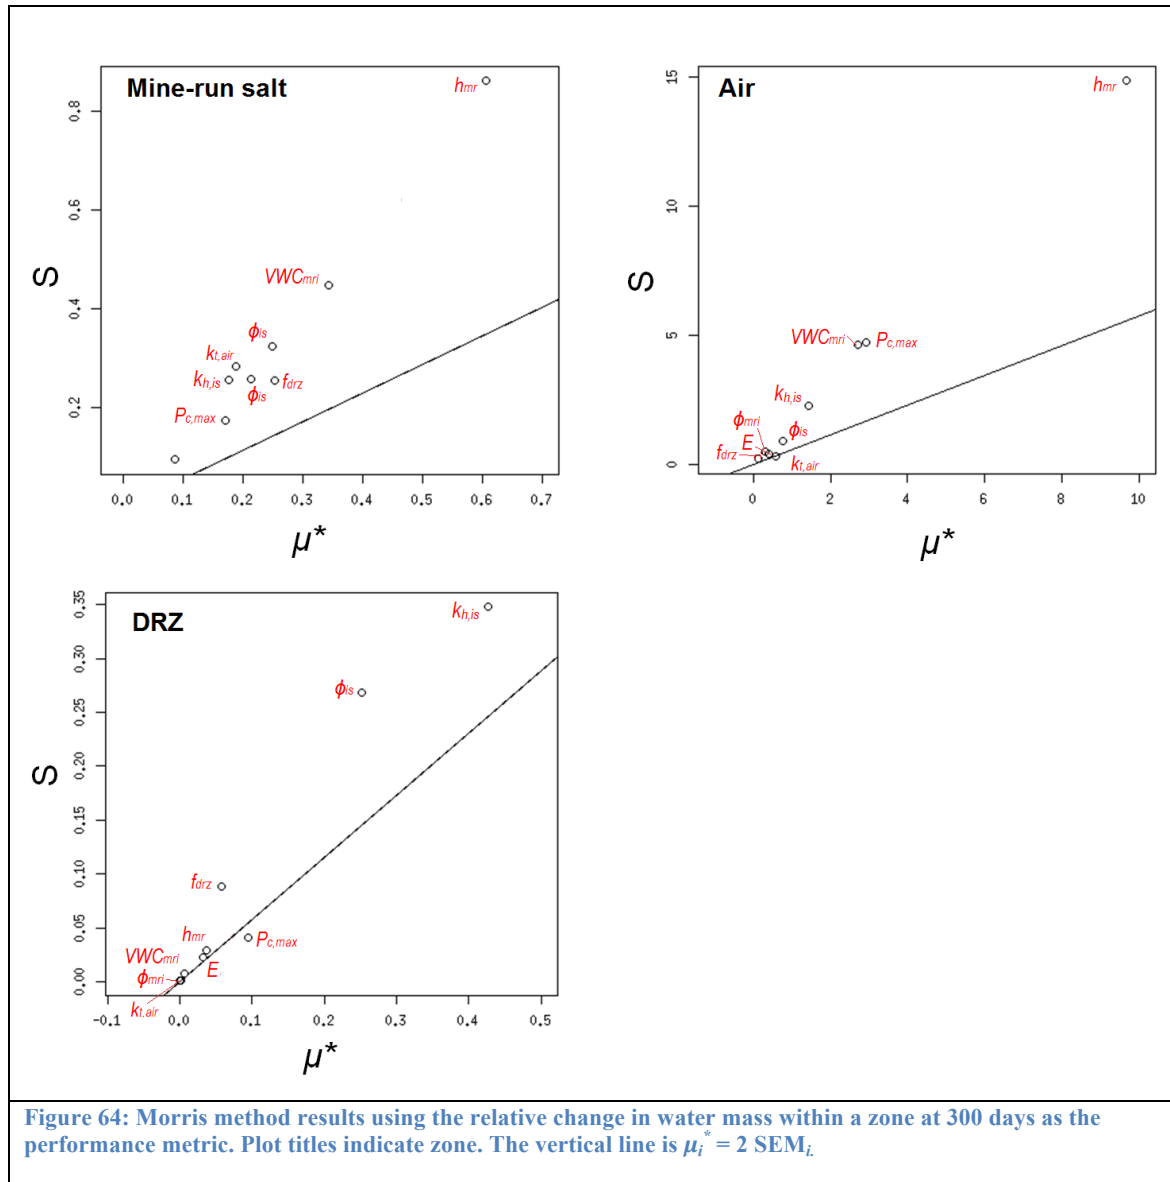 Mine-run salt
hmr
VWCmri
ϕis
kt,air
kh,is
ϕis
fdrz
Pc,max
0.8
0.6
0.4
0.2
0.0 0.1 0.2 0.3 0.4 0.5 0.6 0.7
S
μ*
Air
hmr
VWCmri
Pc,max
kh,is
ϕmri
ϕis
E
fdrz
kt,air
15
10
5
0
0 2 4 6 8 10
S
μ*
DRZ
kh,is
ϕis
fdrz
hmr
Pc,max
VWCmri
E
ϕmri
kt,air
0.35
0.30
0.25
0.20
0.15
0.10
0.05
0.00
-0.1 0.0 0.1 0.2 0.3 0.4 0.5
S
μ*
Figure 64: Morris method results using the relative change in water mass within a zone at 300 days as the
performance metric. Plot titles indicate zone. The vertical line is μi* = 2 SEMi.